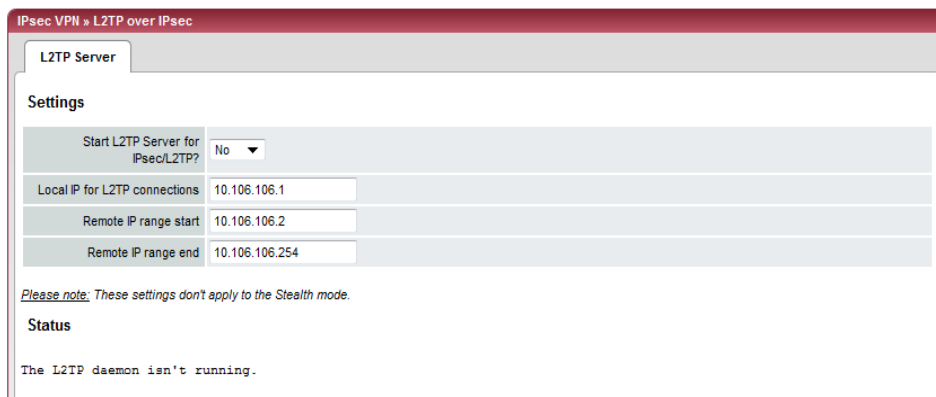 IPsec VPN » L2TP over IPsec
L2TP Server
Settings
Start L2TP Server for
IPsec/L2TP?
No
Local IP for L2TP connections
10.106.106.1
Remote IP range start
10.106.106.2
Remote IP range end
10.106.106.254
Please note: These settings don't apply to the Stealth mode.
Status
The L2TP daemon isn't running.